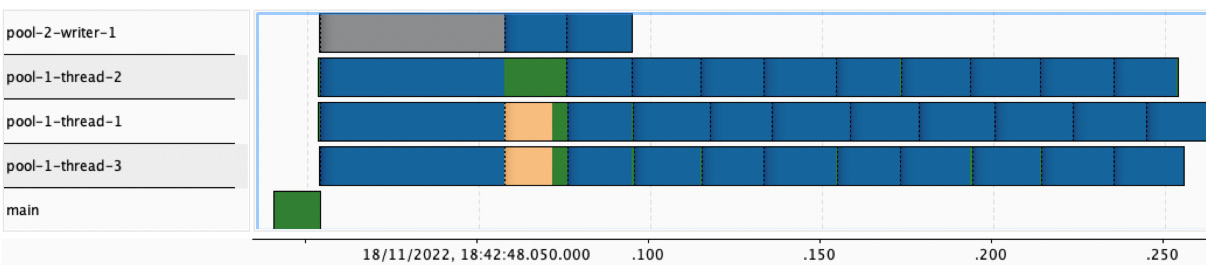 pool-2-writer-1
pool-1-thread-2
pool-1-thread-1
pool-1-thread-3
main
18/11/2022, 18:42:48.050.000 .100 .150 .200 .250